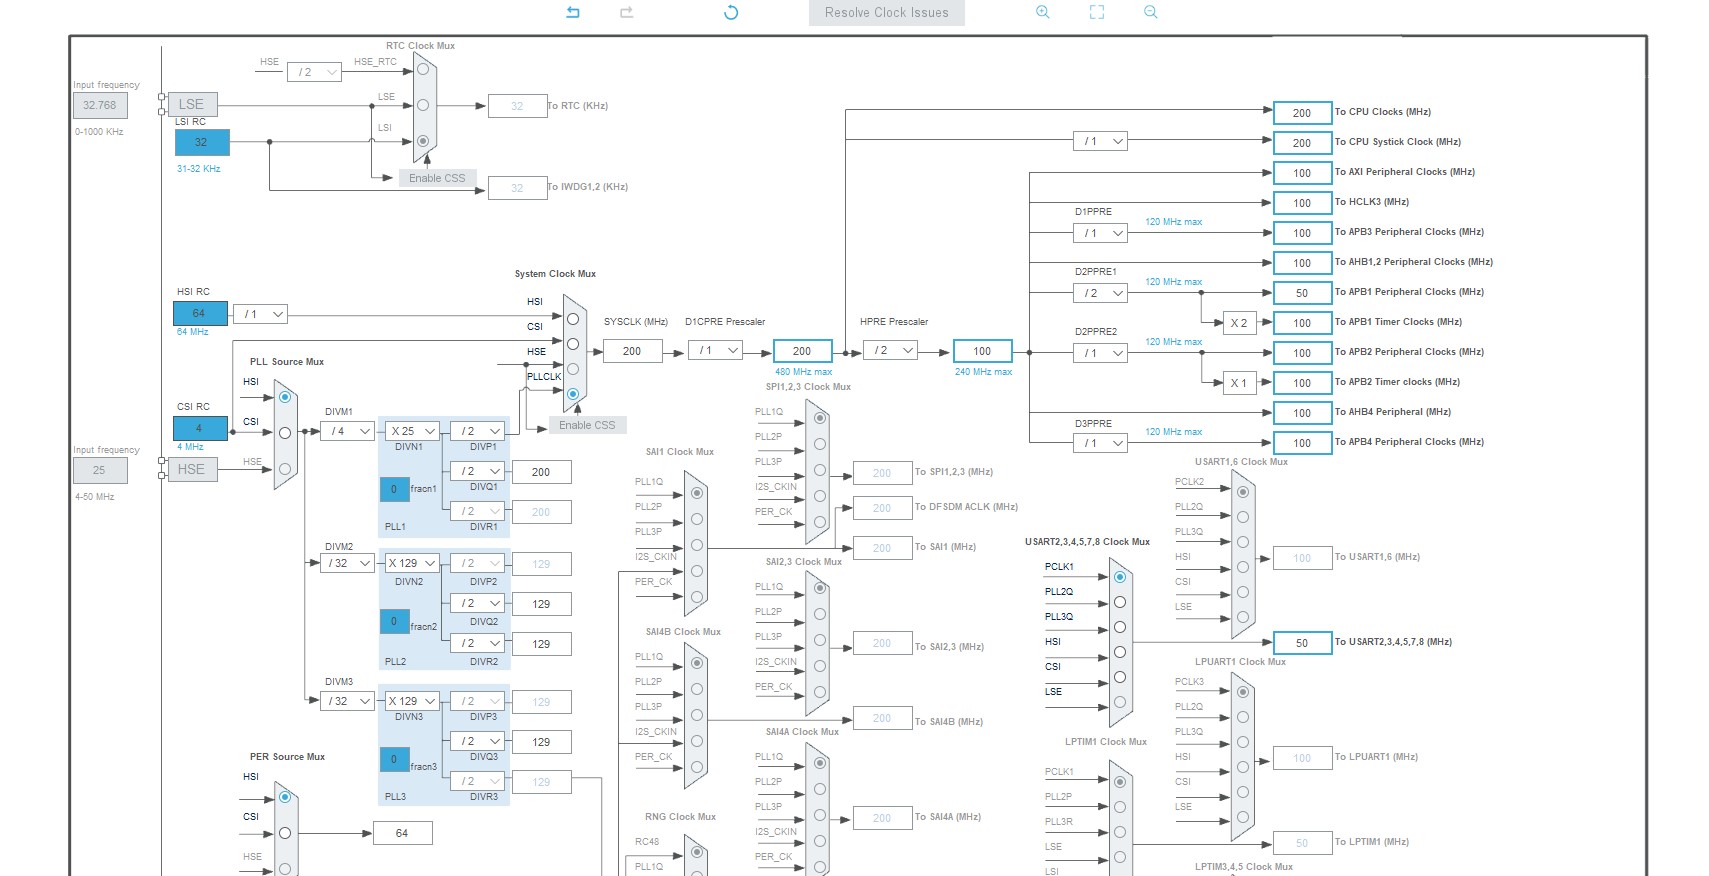 Resolve Clock Issues
RTC Clock Mux
HSE
/ 2
HSE_RTC
Input frequency
32.768
0-1000 KHz
LSE
LSE
32
To RTC (KHz)
LSI RC
32
31-32 KHz
LSI
Enable CSS
32
To IWDG1,2 (KHz)
200
To CPU Clocks (MHz)
/ 1
200
To CPU Systick Clock (MHz)
100
To AXI Peripheral Clocks (MHz)
100
To HCLK3 (MHz)
D1PPRE
/ 1
120 MHz max
100
To APB3 Peripheral Clocks (MHz)
100
To AHB1,2 Peripheral Clocks (MHz)
D2PPRE1
/ 2
120 MHz max
50
To APB1 Peripheral Clocks (MHz)
X 2
100
To APB1 Timer Clocks (MHz)
D2PPRE2
/ 1
120 MHz max
100
To APB2 Peripheral Clocks (MHz)
X 1
100
To APB2 Timer clocks (MHz)
100
To AHB4 Peripheral (MHz)
D3PPRE
/ 1
120 MHz max
100
To APB4 Peripheral Clocks (MHz)
System Clock Mux
HSI
CSI
HSE
PLLCLK
Enable CSS
SYSCLK (MHz)
200
D1CPRE Prescaler
/ 1
200
480 MHz max
HPRE Prescaler
/ 2
100
240 MHz max
HSI RC
64
/ 1
64 MHz
PLL Source Mux
HSI
CSI
HSE
CSI RC
4
4 MHz
Input frequency
25
4-50 MHz
HSE
DIVM1
/ 4
X 25
DIVN1
/ 2
DIVP1
0
fracn1
/ 2
200
DIVQ1
/ 2
200
PLL1
DIVR1
DIVM2
/ 32
X 129
DIVN2
/ 2
129
DIVP2
0
fracn2
/ 2
129
DIVQ2
/ 2
129
PLL2
DIVR2
DIVM3
/ 32
X 129
DIVN3
/ 2
129
DIVP3
0
fracn3
/ 2
129
DIVQ3
/ 2
129
PLL3
DIVR3
PER Source Mux
HSI
CSI
HSE
64
SPI1,2,3 Clock Mux
PLL1Q
PLL2P
PLL3P
I2S_CKIN
PER_CK
200
To SPI1,2,3 (MHz)
200
To DFSDM ACLK (MHz)
SAI1 Clock Mux
PLL1Q
PLL2P
PLL3P
I2S_CKIN
PER_CK
200
To SAI1 (MHz)
SAI2,3 Clock Mux
PLL1Q
PLL2P
PLL3P
I2S_CKIN
PER_CK
200
To SAI2,3 (MHz)
SAI4B Clock Mux
PLL1Q
PLL2P
PLL3P
I2S_CKIN
PER_CK
200
To SAI4B (MHz)
SAI4A Clock Mux
PLL1Q
PLL2P
PLL3P
I2S_CKIN
PER_CK
200
To SAI4A (MHz)
RNG Clock Mux
RC48
PLL1Q
USART1,6 Clock Mux
PCLK2
PLL2Q
PLL3Q
HSI
CSI
LSE
100
To USART1,6 (MHz)
USART2,3,4,5,7,8 Clock Mux
PCLK1
PLL2Q
PLL3Q
HSI
CSI
LSE
50
To USART2,3,4,5,7,8 (MHz)
LPUART1 Clock Mux
PCLK3
PLL2Q
PLL3Q
HSI
CSI
LSE
100
To LPUART1 (MHz)
LPTIM1 Clock Mux
PCLK1
PLL2P
PLL3R
LSE
LSI
50
To LPTIM1 (MHz)
LPTIM3,4,5 Clock Mux